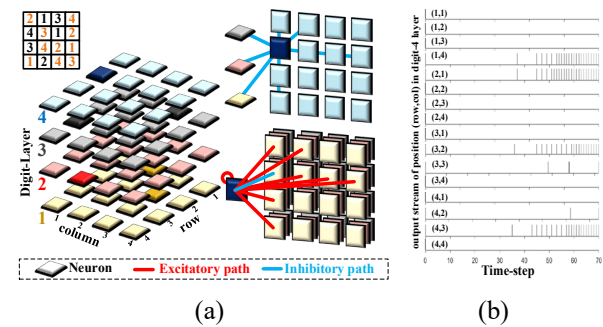 (a)
2 1 3 4
4 3 1 2
3 4 2 1
1 2 4 3
Digit-Layer
4
3
2
1
1 2 3 4
column
4 3 2 1
row
Neuron
Excitatory path
Inhibitory path
(a)
(b)
output stream of position (row,col) in digit-4 layer
(1,1)
(1,2)
(1,3)
(1,4)
(2,1)
(2,2)
(2,3)
(2,4)
(3,1)
(3,2)
(3,3)
(3,4)
(4,1)
(4,2)
(4,3)
(4,4)
0 10 20 30 40 50 60 70
Time-step
(b)